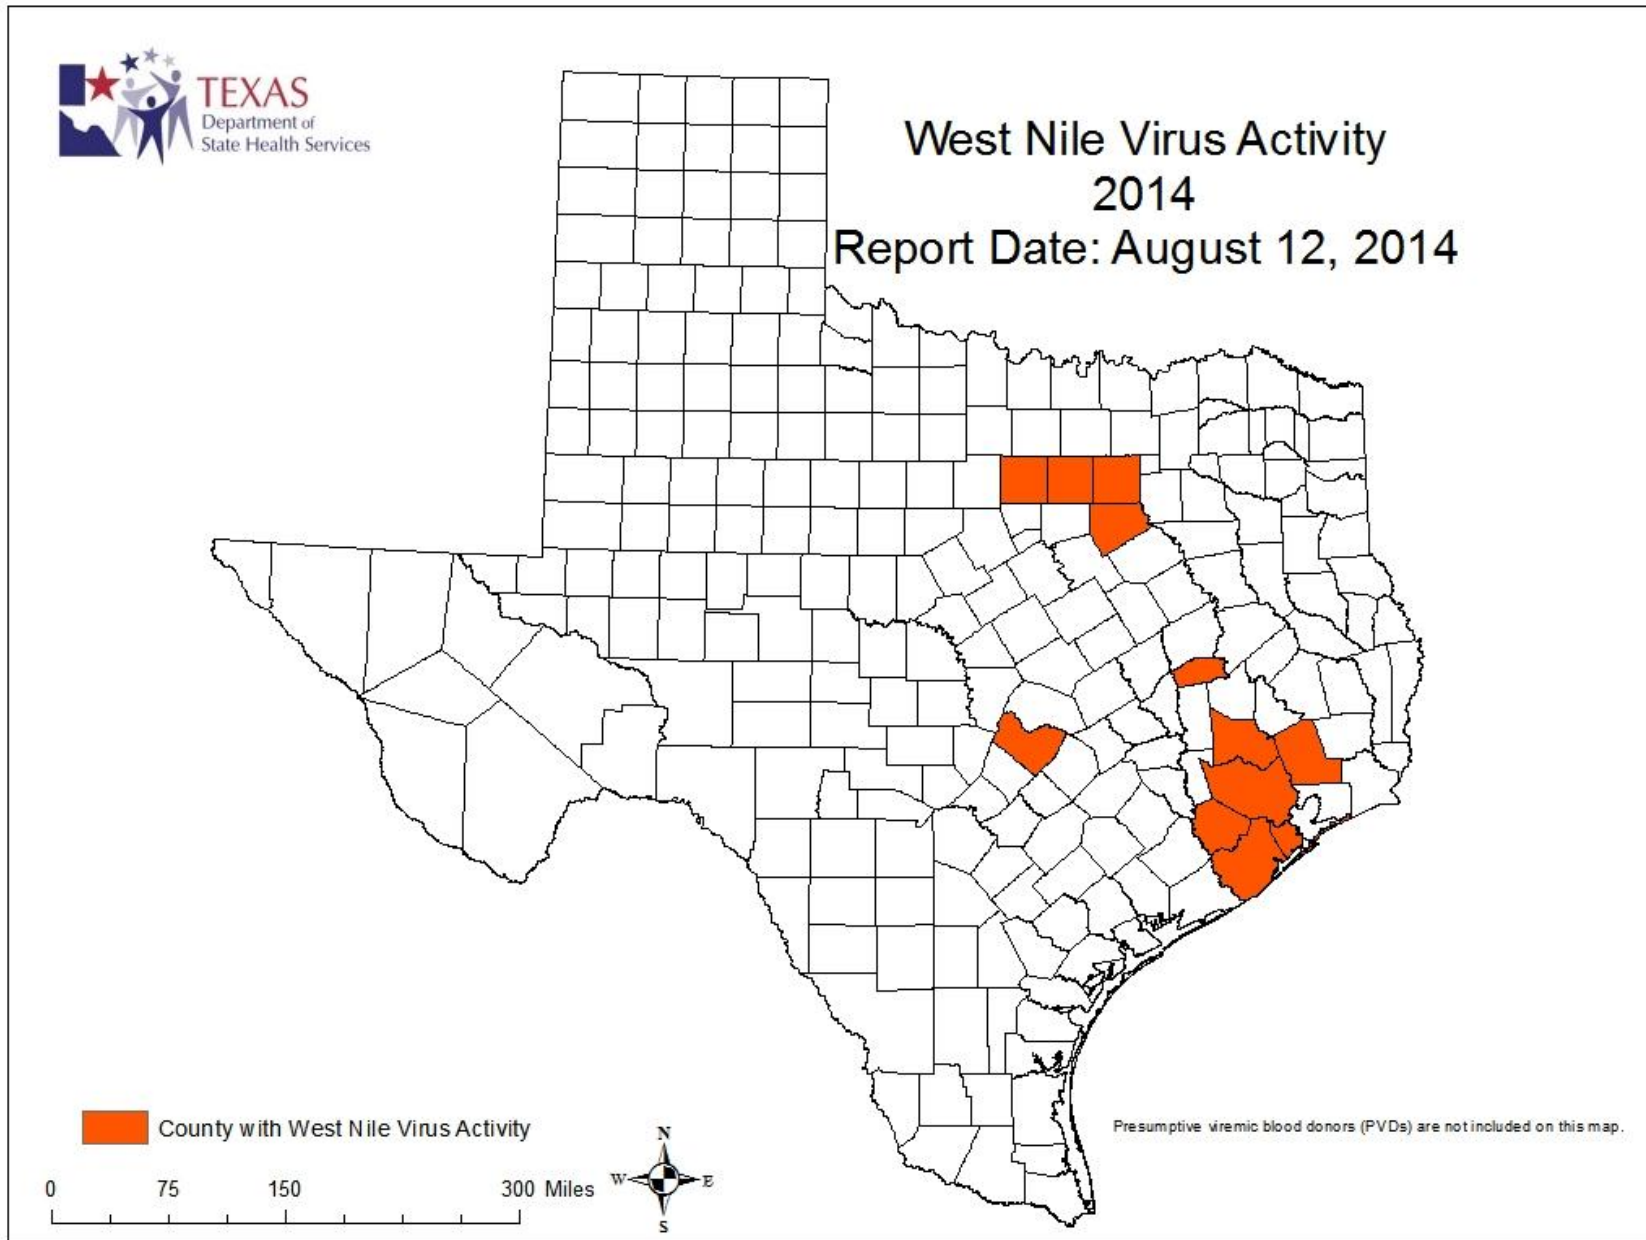 TEXAS
Department of
State Health Services
West Nile Virus Activity
2014
Report Date: August 12, 2014
County with West Nile Virus Activity
Presumptive viremic blood donors (PVDs) are not included on this map.
0 75 150 300 Miles
N
W E
S